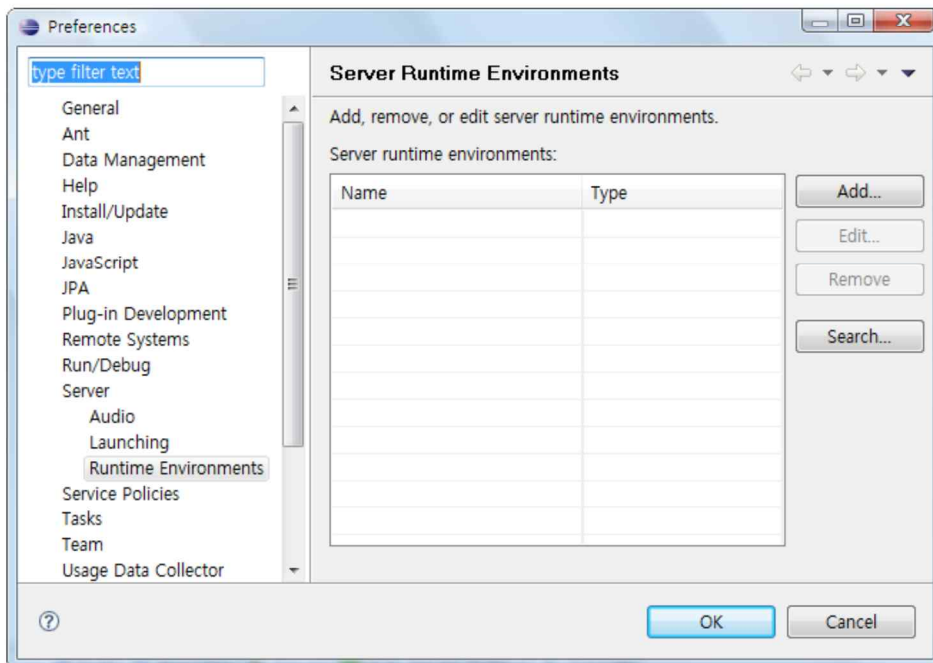 Preferences
type filter text
General
Ant
Data Management
Help
Install/Update
Java
JavaScript
JPA
Plug-in Development
Remote Systems
Run/Debug
Server
Audio
Launching
Runtime Environments
Service Policies
Tasks
Team
Usage Data Collector
Server Runtime Environments
Add, remove, or edit server runtime environments.
Server runtime environments:
Name Type
Add...
Edit...
Remove
Search...
OK Cancel